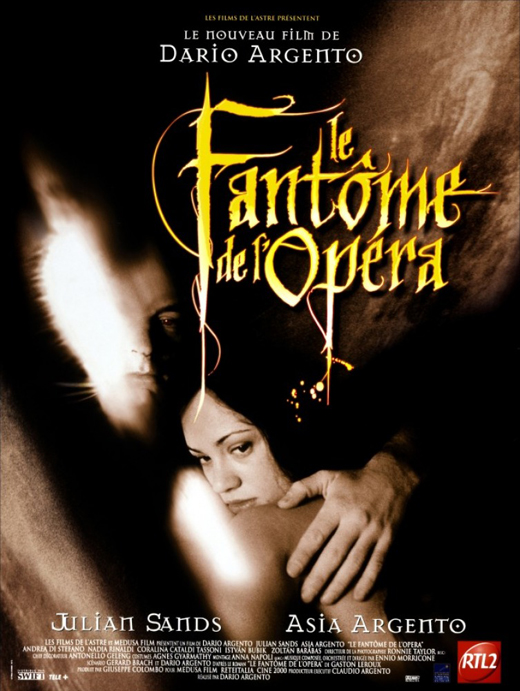 LES FILMS DE L'ASTRE PRÉSENTENT
LE NOUVEAU FILM DE
DARIO ARGENTO
le
Fantôme
de l'Opéra
JULIAN SANDS ASIA ARGENTO
LES FILMS DE L'ASTRE ET MEDUSA FILM PRÉSENTENT UN FILM DE DARIO ARGENTO JULIAN SANDS ASIA ARGENTO "LE FANTÔME DE L'OPERA"
ANDREA DI STEFANO NADIA RINALDI CORALINA CATALDI TASSONI ISTVÁN BUBIK ZOLTÁN BARABAS DIRECTEUR DE LA PHOTOGRAPHIE RONNIE TAYLOR
ANTONELLO GELENG COSTUMES AGNES GYARMATHY MONTAGE ANNA NAPOLI MUSIQUE COMPOSÉE, ORCHESTRÉE ET DIRIGÉE PAR ENNIO MORRICONE
SCÉNARIO GERARD BRACH ET DARIO ARGENTO D'APRÈS LE ROMAN "LE FANTÔME DE L'OPERA" DE GASTON LEROUX
PRODUIT PAR GIUSEPPE COLOMBO POUR MEDUSA FILM RETEITALIA CINE 2000 PRODUCTEUR EXECUTIF CLAUDIO ARGENTO
RÉALISÉ PAR DARIO ARGENTO
SWIFT TELE +
RTL2